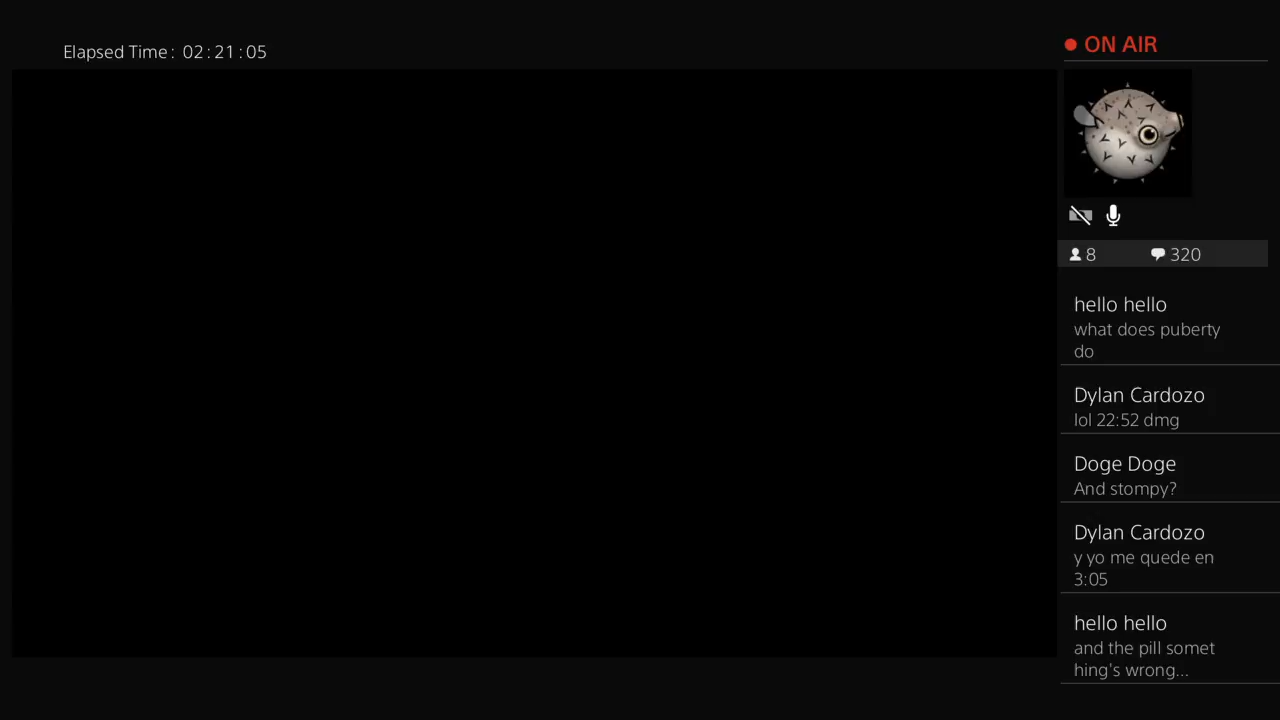 Elapsed Time: 02:21:05
ON AIR
8 320
hello hello
what does puberty
do
Dylan Cardozo
lol 22:52 dmg
Doge Doge
And stompy?
Dylan Cardozo
y yo me quede en
3:05
hello hello
and the pill somet
hing's wrong...